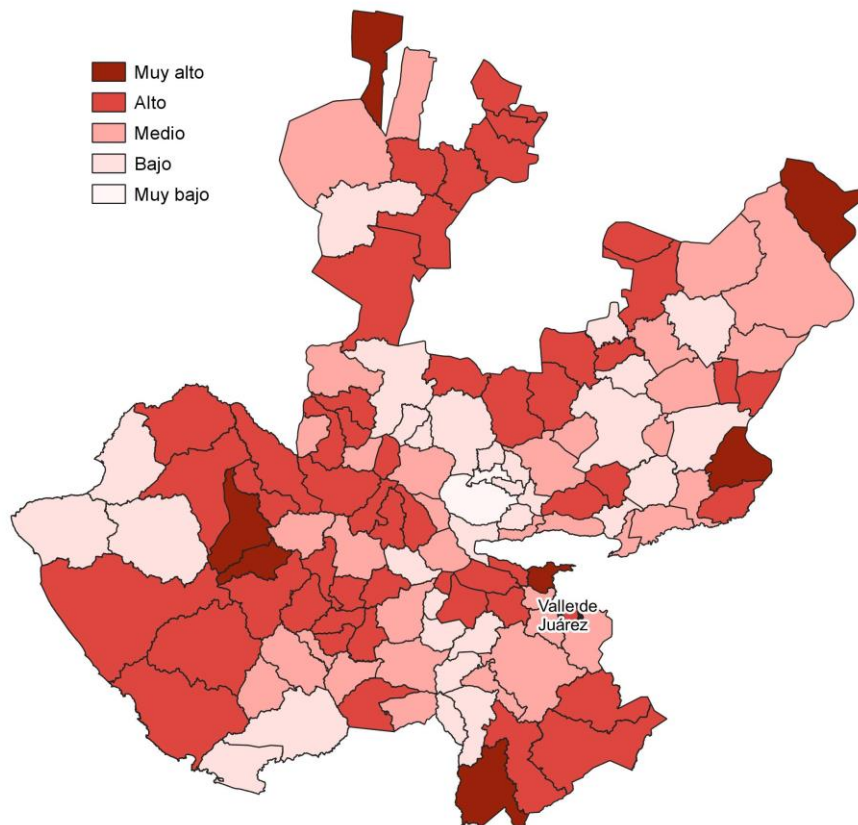 Muy alto
Alto
Medio
Bajo
Muy bajo
Valle de
Juárez